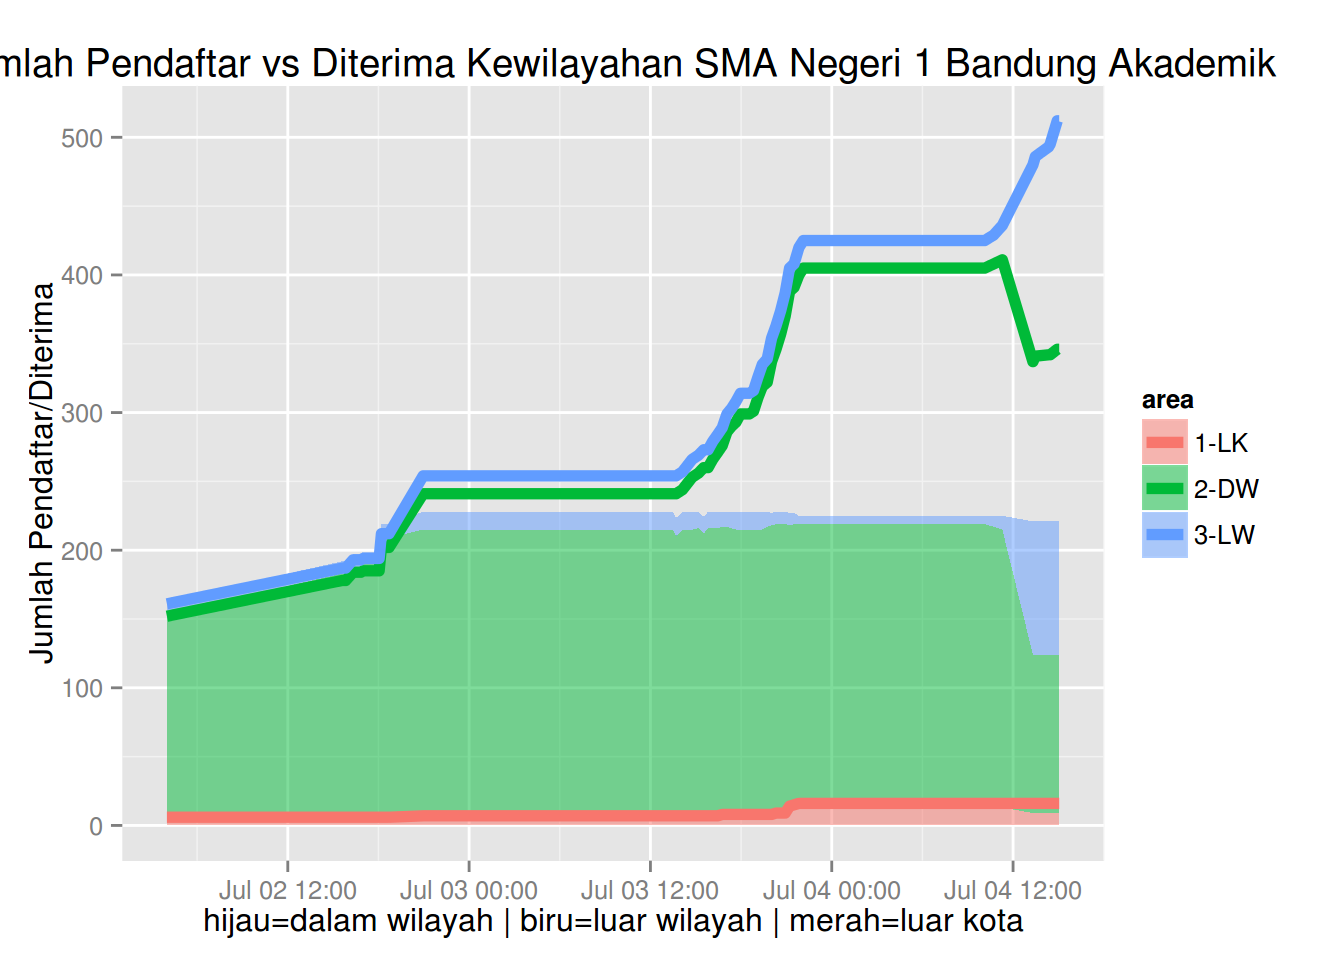 mlah Pendaftar vs Diterima Kewilayahan SMA Negeri 1 Bandung Akademik
Jumlah Pendaftar/Diterima
500
400
300
200
100
0
Jul 02 12:00
Jul 03 00:00
Jul 03 12:00
Jul 04 00:00
Jul 04 12:00
hijau=dalam wilayah | biru=luar wilayah | merah=luar kota
area
1-LK
2-DW
3-LW